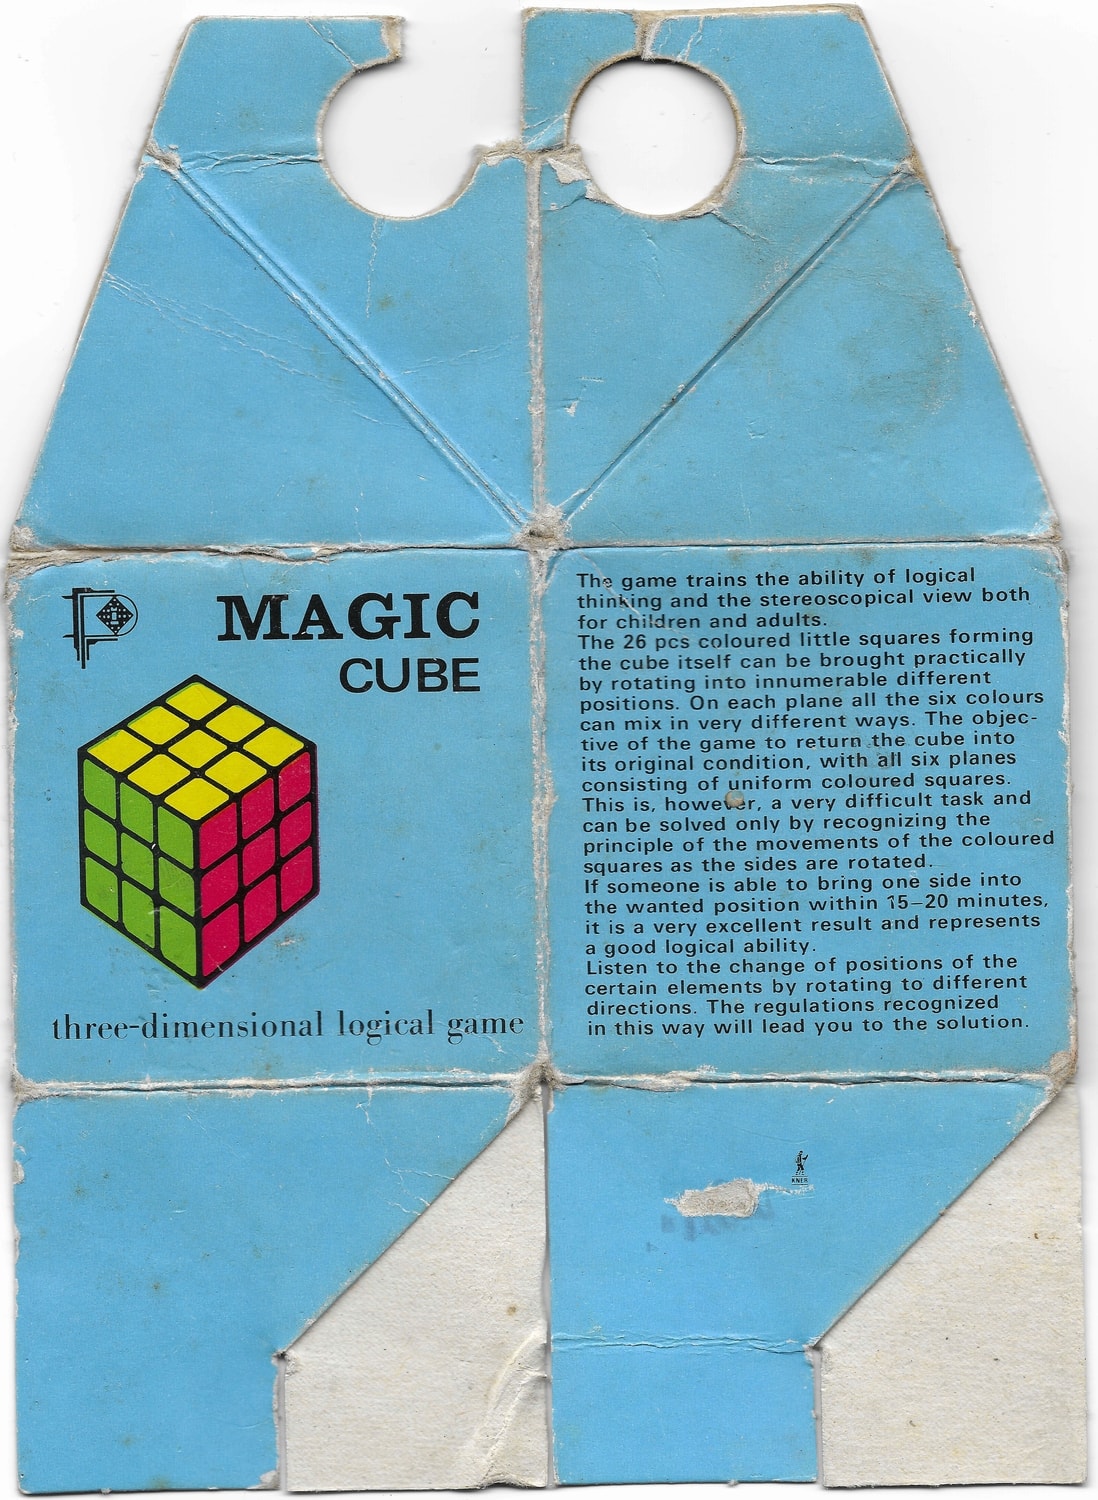 MAGIC
CUBE
three-dimensional logical game
The game trains the ability of logical
thinking and the stereoscopical view both
for children and adults.
The 26 pcs coloured little squares forming
the cube itself can be brought practically
by rotating into innumerable different
positions. On each plane all the six colours
can mix in very different ways. The objec-
tive of the game to return the cube into
its original condition, with all six planes
consisting of uniform coloured squares.
This is, however, a very difficult task and
can be solved only by recognizing the
principle of the movements of the coloured
squares as the sides are rotated.
If someone is able to bring one side into
the wanted position within 15–20 minutes,
it is a very excellent result and represents
a good logical ability.
Listen to the change of positions of the
certain elements by rotating to different
directions. The regulations recognized
in this way will lead you to the solution.
KNER